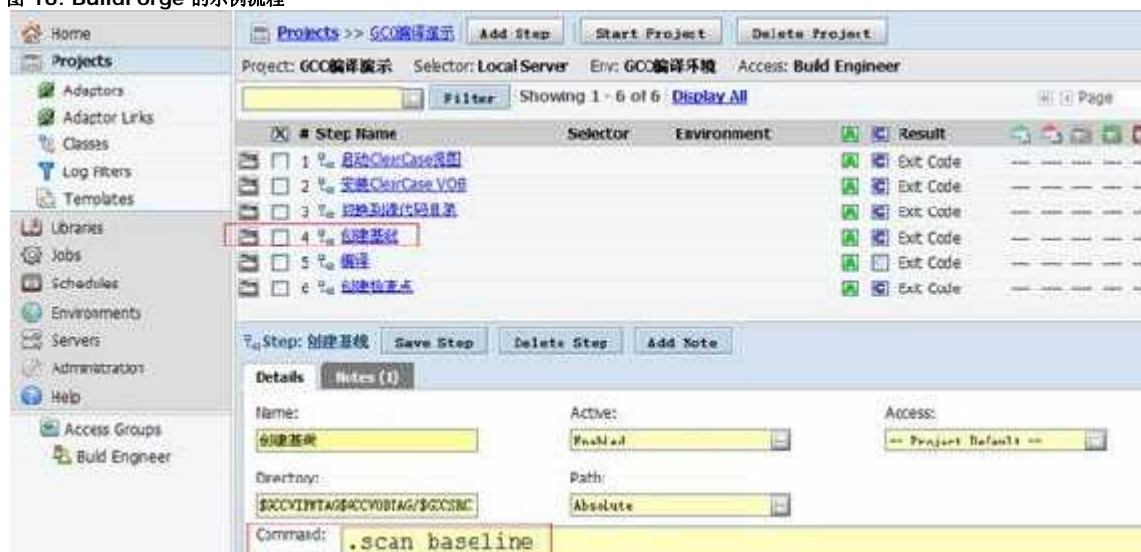 图 18: BuildForge 的示例流程
Home
Projects
Adaptors
Adaptor Links
Classes
Log Filters
Templates
Libraries
Jobs
Schedules
Environments
Servers
Administration
Help
Access Groups
Build Engineer
Projects >> GCC编译演示 Add Step Start Project Delete Project
Project: GCC编译演示 Selector: Local Server Env: GCC编译环境 Access: Build Engineer
Filter Showing 1 - 6 of 6 Display All Page
# Step Name Selector Environment A C Result
1 启动ClearCase视图 A C Exit Code
2 安装ClearCase VOB A C Exit Code
3 切换到源代码目录 A C Exit Code
4 创建基线 A C Exit Code
5 编译 A Exit Code
6 创建检查点 A C Exit Code
Step: 创建基线 Save Step Delete Step Add Note
Details Notes (1)
Name: Active: Access:
创建基线 Enabled -- Project Default --
Directory: Path:
Absolute
Command: .scan baseline